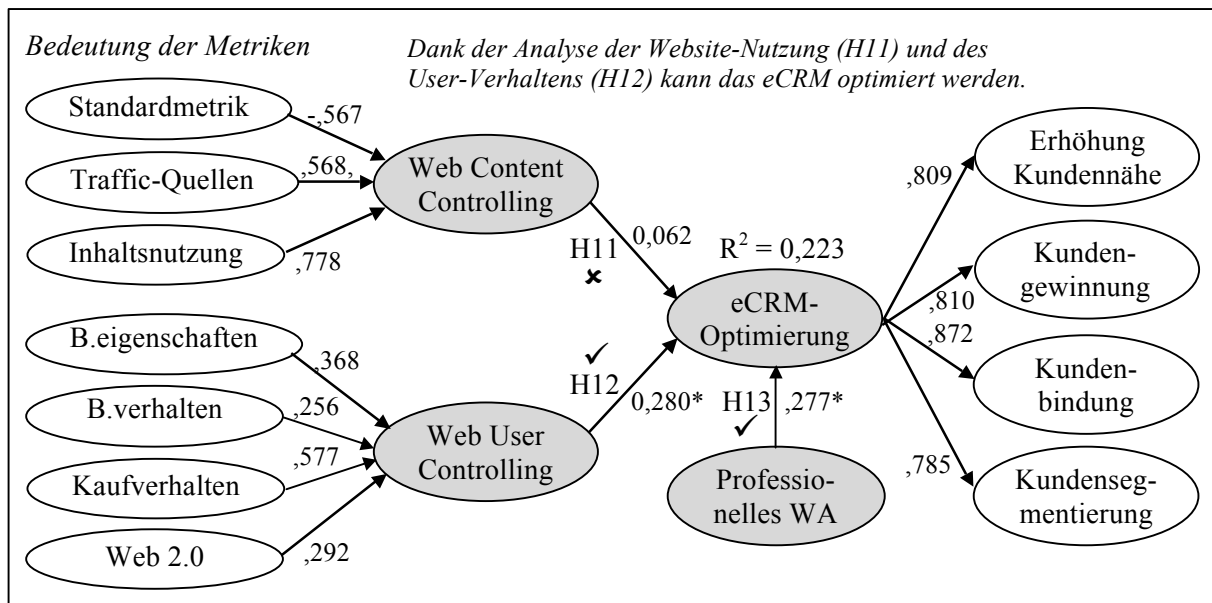 Bedeutung der Metriken
Dank der Analyse der Website-Nutzung (H11) und des
User-Verhaltens (H12) kann das eCRM optimiert werden.
Standardmetrik
-,567
Traffic-Quellen
,568,
Inhaltsnutzung
,778
Web Content
Controlling
H11
✘
0,062
B.eigenschaften
,368
B.verhalten
,256
Kaufverhalten
,577
Web 2.0
,292
Web User
Controlling
✓
H12
0,280*
R² = 0,223
eCRM-
Optimierung
H13
✓
,277*
Professio-
nelles WA
,809
Erhöhung
Kundennähe
,810
Kunden-
gewinnung
,872
Kunden-
bindung
,785
Kundenseg-
mentierung